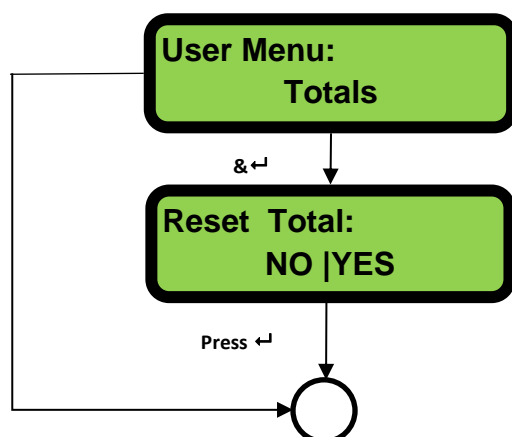 User Menu:
Totals
&↵
Reset Total:
NO |YES
Press ↵